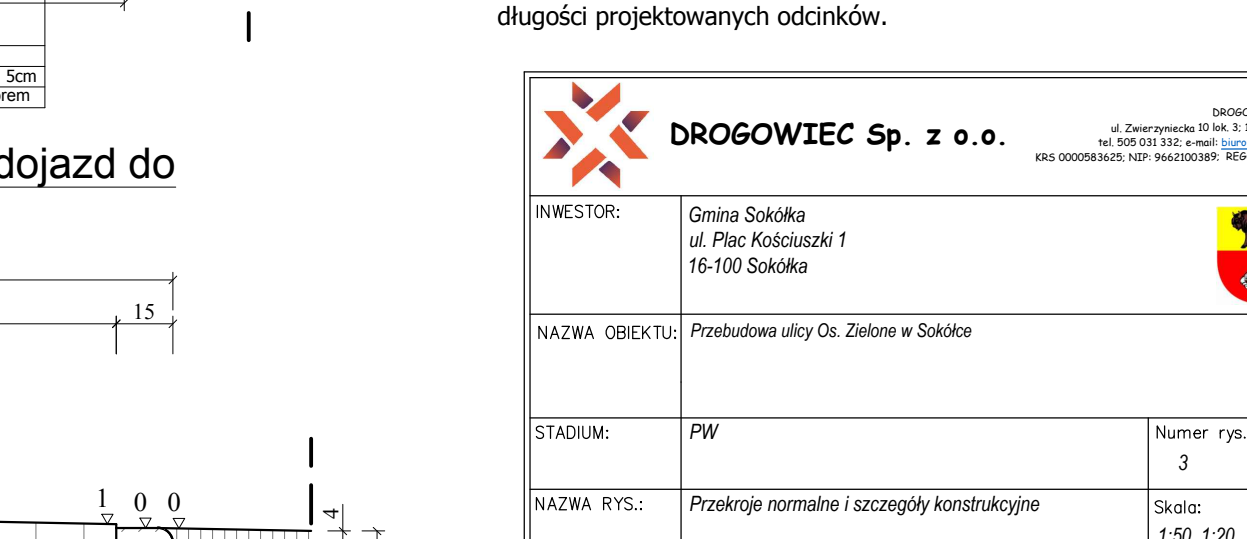 długości projektowanych odcinków.
5cm
dojazd do
15
1 0 0
4
DROGOWIEC Sp. z o.o.
ul. Zwierzyniecka 10 lok. 3;
tel. 505 031 332; e-mail: biuro
KRS 0000583625; NIP: 9662100389;
INWESTOR:
Gmina Sokółka
ul. Plac Kościuszki 1
16-100 Sokółka
NAZWA OBIEKTU:
Przebudowa ulicy Os. Zielone w Sokółce
STADIUM:
PW
Numer rys.
3
NAZWA RYS.:
Przekroje normalne i szczegóły konstrukcyjne
Skala:
1:50, 1:20